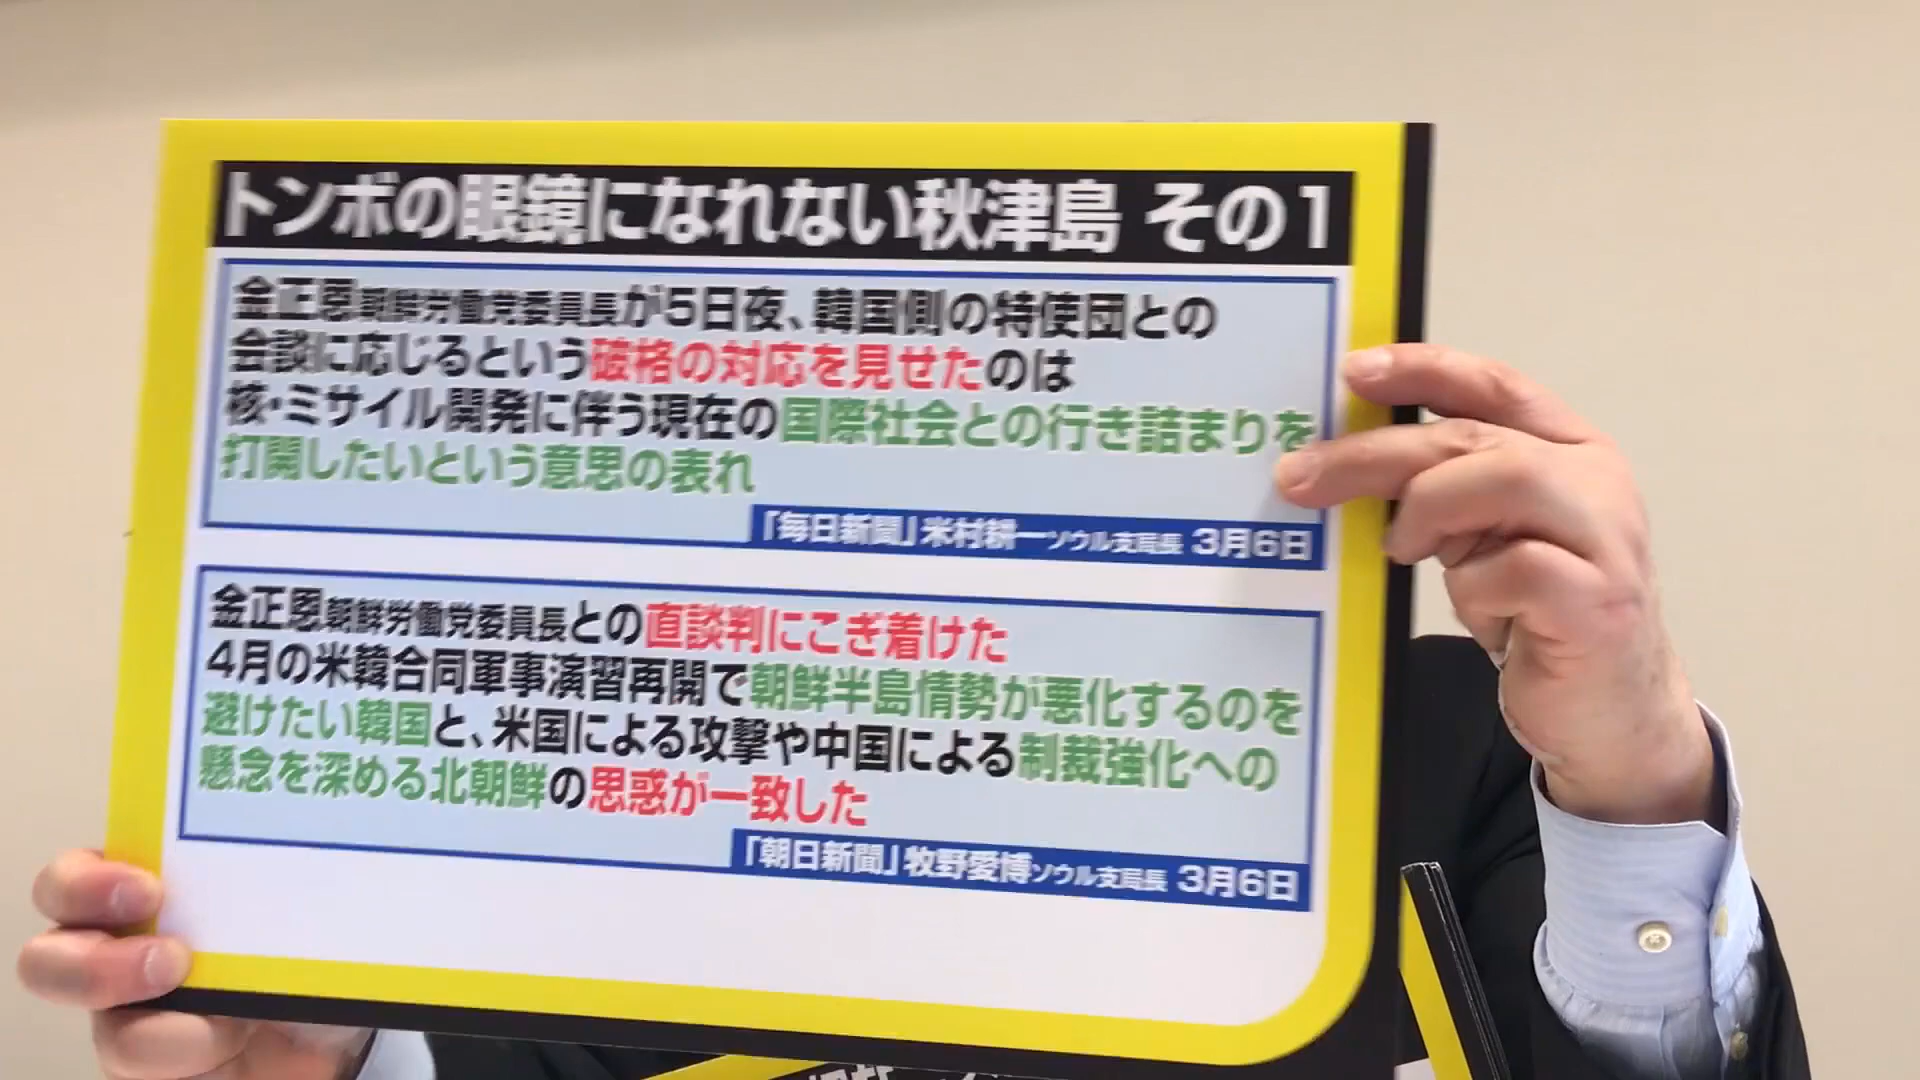 トンボの眼鏡になれない秋津島 その1
金正恩朝鮮労働党委員長が5日夜、韓国側の特使団との
会談に応じるという破格の対応を見せたのは
核・ミサイル開発に伴う現在の国際社会との行き詰まりを
打開したいという意思の表れ
「毎日新聞」米村耕一ソウル支局長 3月6日
金正恩朝鮮労働党委員長との直談判にこぎ着けた
4月の米韓合同軍事演習再開で朝鮮半島情勢が悪化するのを
避けたい韓国と、米国による攻撃や中国による制裁強化への
懸念を深める北朝鮮の思惑が一致した
「朝日新聞」牧野愛博ソウル支局長 3月6日